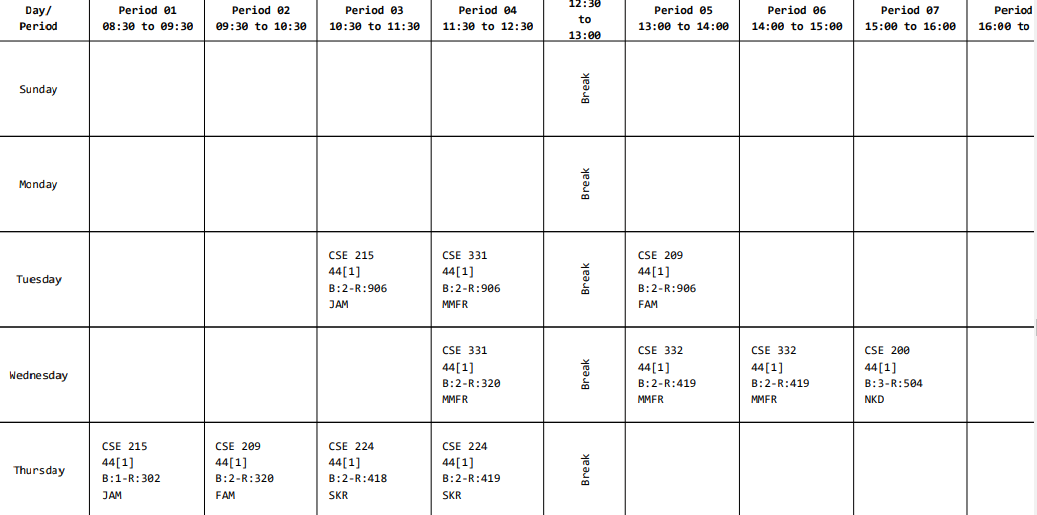 Day/ Period 01 Period 02 Period 03 Period 04 12:30 Period 05 Period 06 Period 07 Period
Period 08:30 to 09:30 09:30 to 10:30 10:30 to 11:30 11:30 to 12:30 to 13:00 to 14:00 14:00 to 15:00 15:00 to 16:00 16:00 to
13:00
Sunday Break
Monday Break
CSE 215 CSE 331 CSE 209
44[1] 44[1] 44[1]
Tuesday B:2-R:906 B:2-R:906 Break B:2-R:906
JAM MMFR FAM
CSE 331 CSE 332 CSE 332 CSE 200
44[1] 44[1] 44[1] 44[1]
Wednesday B:2-R:320 Break B:2-R:419 B:2-R:419 B:3-R:504
MMFR MMFR MMFR NKD
CSE 215 CSE 209 CSE 224 CSE 224
44[1] 44[1] 44[1] 44[1]
Thursday B:1-R:302 B:2-R:320 B:2-R:418 B:2-R:419 Break
JAM FAM SKR SKR